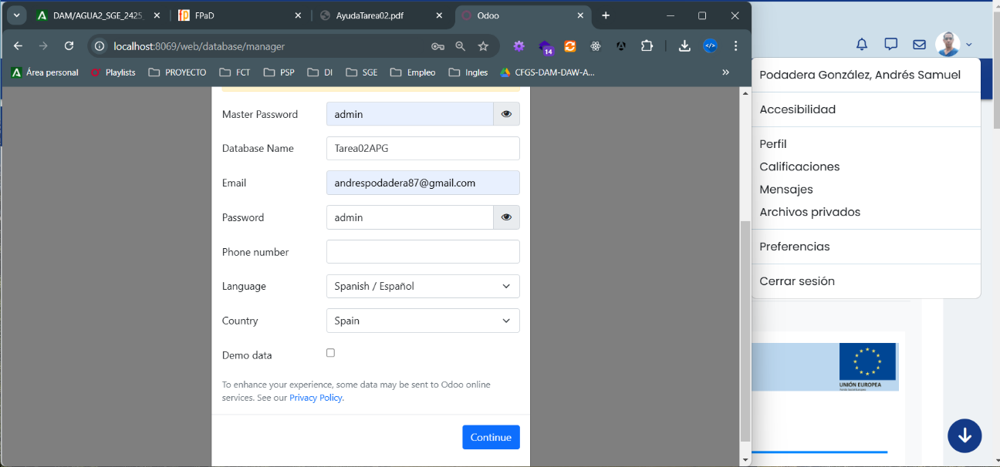 DAM/AGUA2_SGE_2425_
FPaD
AyudaTarea02.pdf
Odoo
localhost:8069/web/database/manager
14
Área personal
Playlists
PROYECTO
FCT
PSP
DI
SGE
Empleo
Ingles
CFGS-DAM-DAW-A...
Master Password
admin
Database Name
Tarea02APG
Email
andrespodadera87@gmail.com
Password
admin
Phone number
Language
Spanish / Español
Country
Spain
Demo data
To enhance your experience, some data may be sent to Odoo online
services. See our Privacy Policy.
Continue
Podadera González, Andrés Samuel
Accesibilidad
Perfil
Calificaciones
Mensajes
Archivos privados
Preferencias
Cerrar sesión
UNIÓN EUROPEA